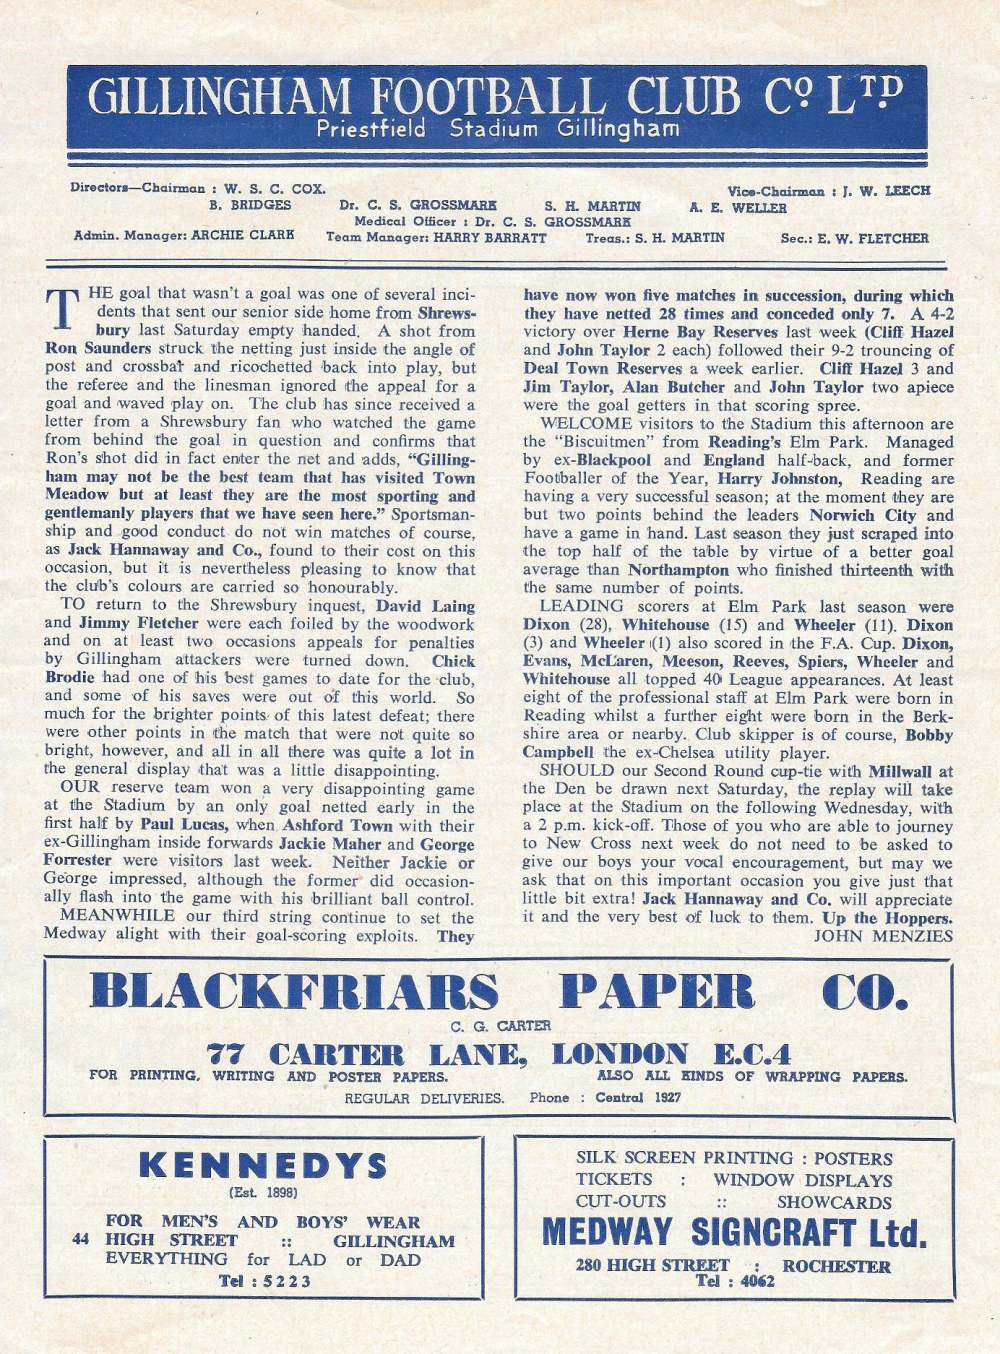 GILLINGHAM FOOTBALL CLUB Co LTD
Priestfield Stadium Gillingham
Directors—Chairman : W. S. C. COX. Vice-Chairman : J. W. LEECH
B. BRIDGES Dr. C. S. GROSSMARK S. H. MARTIN A. E. WELLER
Medical Officer : Dr. C. S. GROSSMARK
Admin. Manager: ARCHIE CLARK Team Manager: HARRY BARRATT Treas.: S. H. MARTIN Sec.: E. W. FLETCHER
THE goal that wasn't a goal was one of several inci-
dents that sent our senior side home from Shrews-
bury last Saturday empty handed. A shot from
Ron Saunders struck the netting just inside the angle of
post and crossbar and ricochetted back into play, but
the referee and the linesman ignored the appeal for a
goal and waved play on. The club has since received a
letter from a Shrewsbury fan who watched the game
from behind the goal in question and confirms that
Ron's shot did in fact enter the net and adds, "Gilling-
ham may not be the best team that has visited Town
Meadow but at least they are the most sporting and
gentlemanly players that we have seen here." Sportsman-
ship and good conduct do not win matches of course,
as Jack Hannaway and Co., found to their cost on this
occasion, but it is nevertheless pleasing to know that
the club's colours are carried so honourably.
TO return to the Shrewsbury inquest, David Laing
and Jimmy Fletcher were each foiled by the woodwork
and on at least two occasions appeals for penalties
by Gillingham attackers were turned down. Chick
Brodie had one of his best games to date for the club,
and some of his saves were out of this world. So
much for the brighter points of this latest defeat; there
were other points in the match that were not quite so
bright, however, and all in all there was quite a lot in
the general display that was a little disappointing.
OUR reserve team won a very disappointing game
at the Stadium by an only goal netted early in the
first half by Paul Lucas, when Ashford Town with their
ex-Gillingham inside forwards Jackie Maher and George
Forrester were visitors last week. Neither Jackie or
George impressed, although the former did occasion-
ally flash into the game with his brilliant ball control.
MEANWHILE our third string continue to set the
Medway alight with their goal-scoring exploits. They
have now won five matches in succession, during which
they have netted 28 times and conceded only 7. A 4-2
victory over Herne Bay Reserves last week (Cliff Hazel
and John Taylor 2 each) followed their 9-2 trouncing of
Deal Town Reserves a week earlier. Cliff Hazel 3 and
Jim Taylor, Alan Butcher and John Taylor two apiece
were the goal getters in that scoring spree.
WELCOME visitors to the Stadium this afternoon are
the "Biscuitmen" from Reading's Elm Park. Managed
by ex-Blackpool and England half-back, and former
Footballer of the Year, Harry Johnston, Reading are
having a very successful season; at the moment they are
but two points behind the leaders Norwich City and
have a game in hand. Last season they just scraped into
the top half of the table by virtue of a better goal
average than Northampton who finished thirteenth with
the same number of points.
LEADING scorers at Elm Park last season were
Dixon (28), Whitehouse (15) and Wheeler (11). Dixon
(3) and Wheeler (1) also scored in the F.A. Cup. Dixon,
Evans, McLaren, Meeson, Reeves, Spiers, Wheeler and
Whitehouse all topped 40 League appearances. At least
eight of the professional staff at Elm Park were born in
Reading whilst a further eight were born in the Berk-
shire area or nearby. Club skipper is of course, Bobby
Campbell the ex-Chelsea utility player.
SHOULD our Second Round cup-tie with Millwall at
the Den be drawn next Saturday, the replay will take
place at the Stadium on the following Wednesday, with
a 2 p.m. kick-off. Those of you who are able to journey
to New Cross next week do not need to be asked to
give our boys your vocal encouragement, but may we
ask that on this important occasion you give just that
little bit extra! Jack Hannaway and Co. will appreciate
it and the very best of luck to them. Up the Hoppers.
JOHN MENZIES
BLACKFRIARS PAPER CO.
C. G. CARTER
77 CARTER LANE, LONDON E.C.4
FOR PRINTING, WRITING AND POSTER PAPERS. ALSO ALL KINDS OF WRAPPING PAPERS.
REGULAR DELIVERIES. Phone : Central 1927
KENNEDYS
(Est. 1898)
FOR MEN'S AND BOYS' WEAR
44 HIGH STREET :: GILLINGHAM
EVERYTHING for LAD or DAD
Tel : 5223
SILK SCREEN PRINTING : POSTERS
TICKETS : WINDOW DISPLAYS
CUT-OUTS :: SHOWCARDS
MEDWAY SIGNCRAFT Ltd.
280 HIGH STREET : ROCHESTER
Tel : 4062